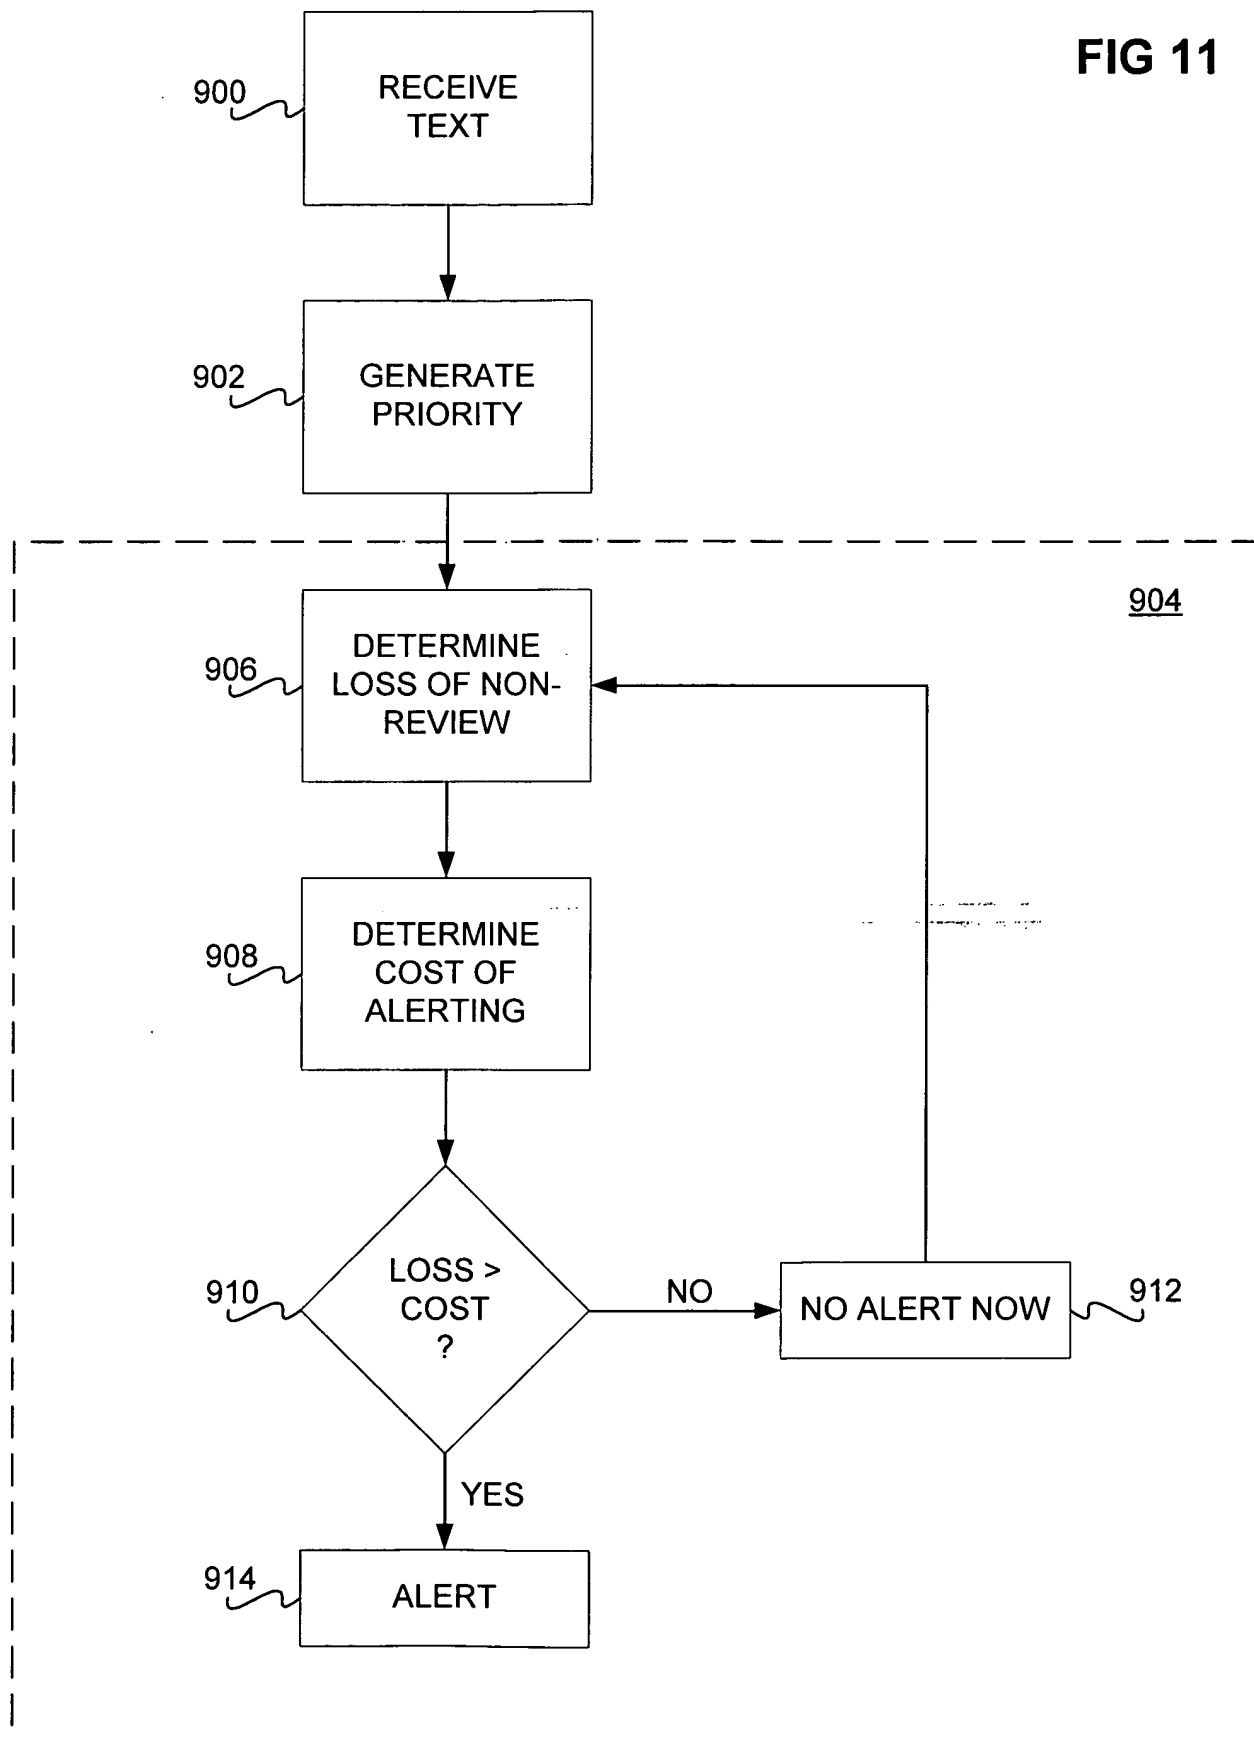 FIG 11
900
RECEIVE
TEXT
902
GENERATE
PRIORITY
904
906
DETERMINE
LOSS OF NON-
REVIEW
908
DETERMINE
COST OF
ALERTING
910
LOSS >
COST
?
NO
NO ALERT NOW
912
YES
914
ALERT